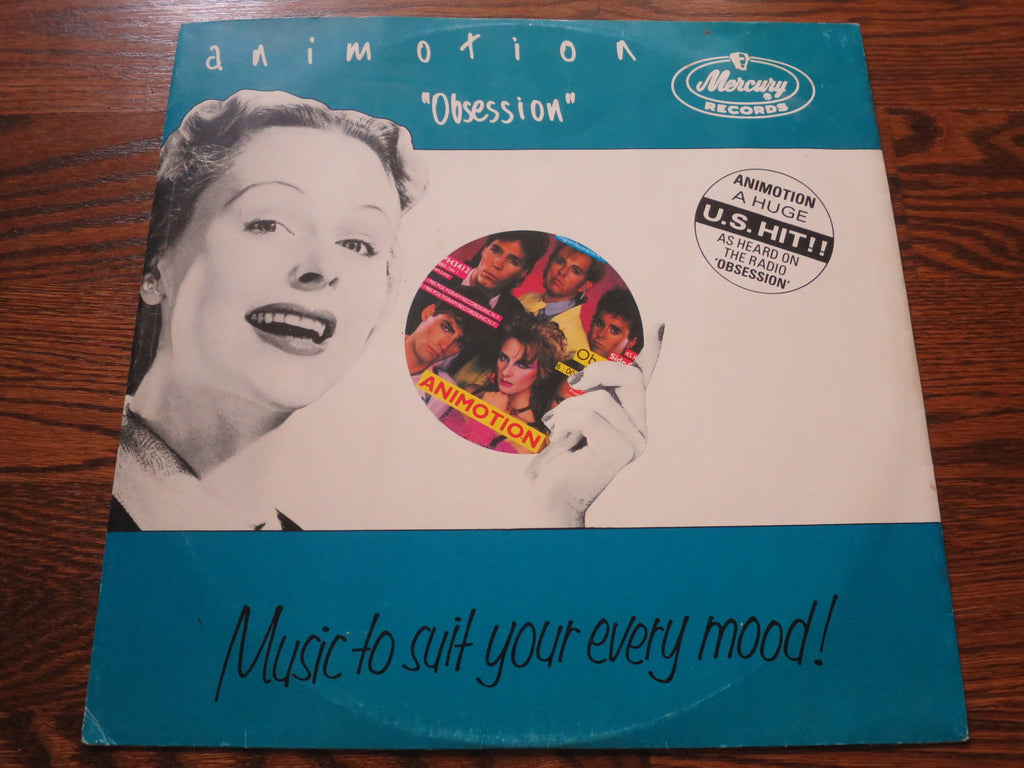 animotion
"Obsession"
Mercury
®
RECORDS
ANIMOTION
A HUGE
U.S. HIT!!
AS HEARD ON
THE RADIO
'OBSESSION'
ANIMOTION
Music to suit your every mood!